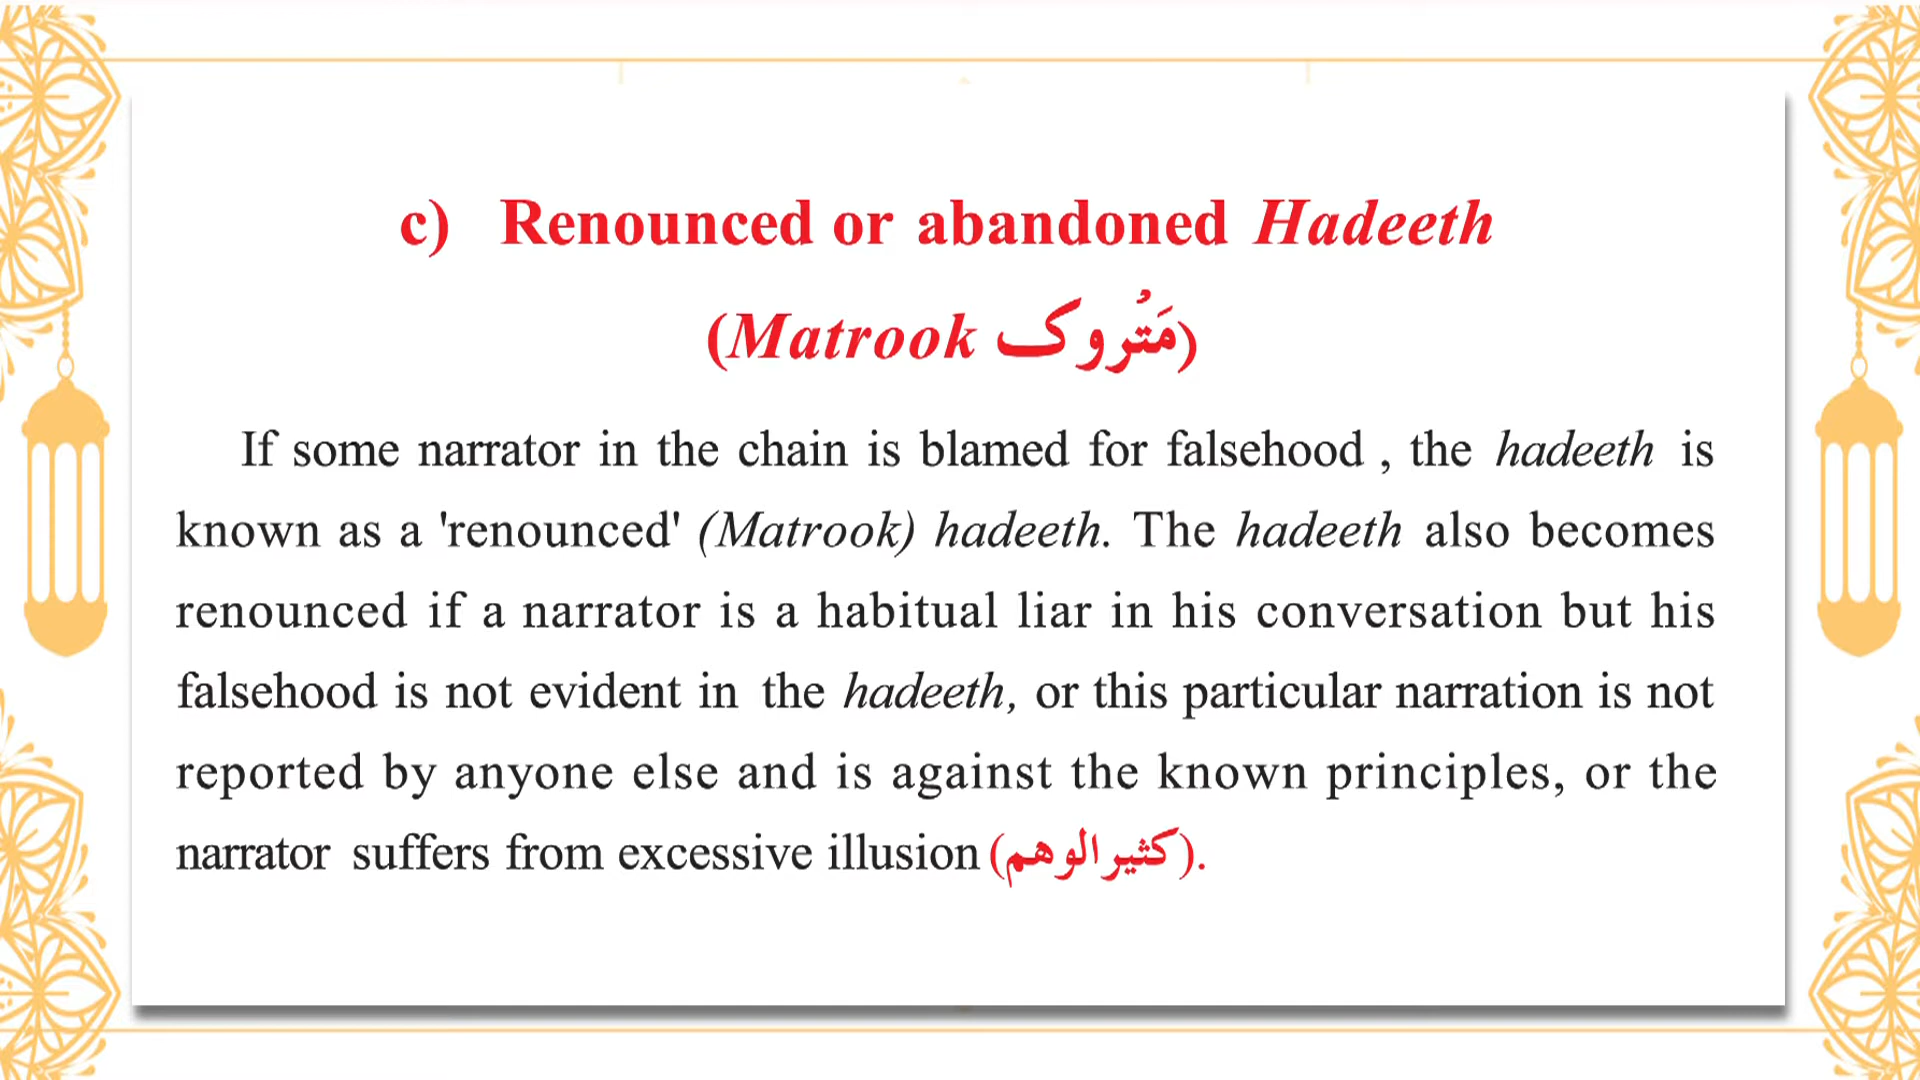 c) Renounced or abandoned Hadeeth
(Matrook مَتُروک)
If some narrator in the chain is blamed for falsehood , the hadeeth is
known as a 'renounced' (Matrook) hadeeth. The hadeeth also becomes
renounced if a narrator is a habitual liar in his conversation but his
falsehood is not evident in the hadeeth, or this particular narration is not
reported by anyone else and is against the known principles, or the
narrator suffers from excessive illusion (کثیر الوھم).